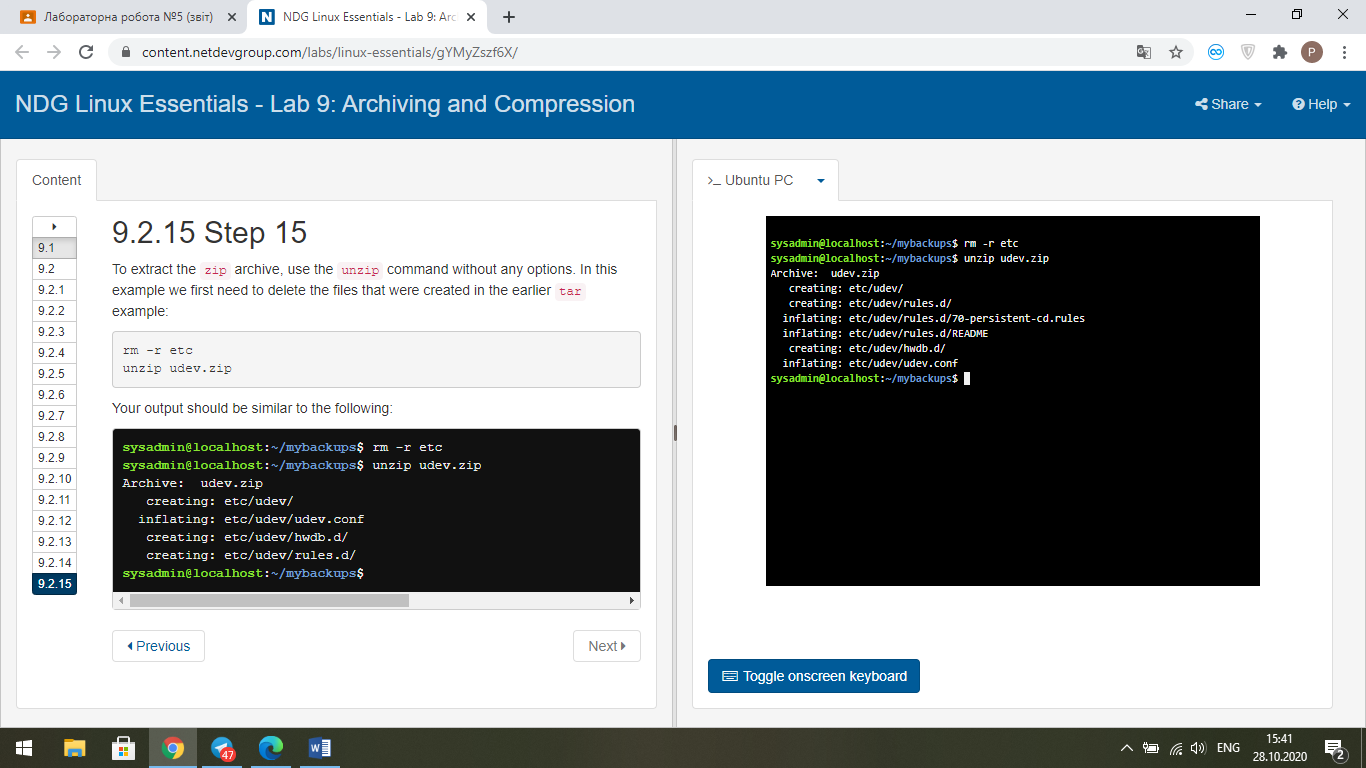 Лабораторна робота №5 (звіт)
NDG Linux Essentials - Lab 9: Arc
content.netdevgroup.com/labs/linux-essentials/gYMyZszf6X/
P
NDG Linux Essentials - Lab 9: Archiving and Compression
Share
Help
Content
9.1
9.2
9.2.1
9.2.2
9.2.3
9.2.4
9.2.5
9.2.6
9.2.7
9.2.8
9.2.9
9.2.10
9.2.11
9.2.12
9.2.13
9.2.14
9.2.15
9.2.15 Step 15
To extract the zip archive, use the unzip command without any options. In this
example we first need to delete the files that were created in the earlier tar
example:
rm -r etc
unzip udev.zip
Your output should be similar to the following:
sysadmin@localhost:~/mybackups$ rm -r etc
sysadmin@localhost:~/mybackups$ unzip udev.zip
Archive:  udev.zip
   creating: etc/udev/
  inflating: etc/udev/udev.conf
   creating: etc/udev/hwdb.d/
   creating: etc/udev/rules.d/
sysadmin@localhost:~/mybackups$
Previous
Next
>_ Ubuntu PC
sysadmin@localhost:~/mybackups$ rm -r etc
sysadmin@localhost:~/mybackups$ unzip udev.zip
Archive:  udev.zip
   creating: etc/udev/
   creating: etc/udev/rules.d/
  inflating: etc/udev/rules.d/70-persistent-cd.rules
  inflating: etc/udev/rules.d/README
   creating: etc/udev/hwdb.d/
  inflating: etc/udev/udev.conf
sysadmin@localhost:~/mybackups$
Toggle onscreen keyboard
47
ENG
15:41
28.10.2020
2